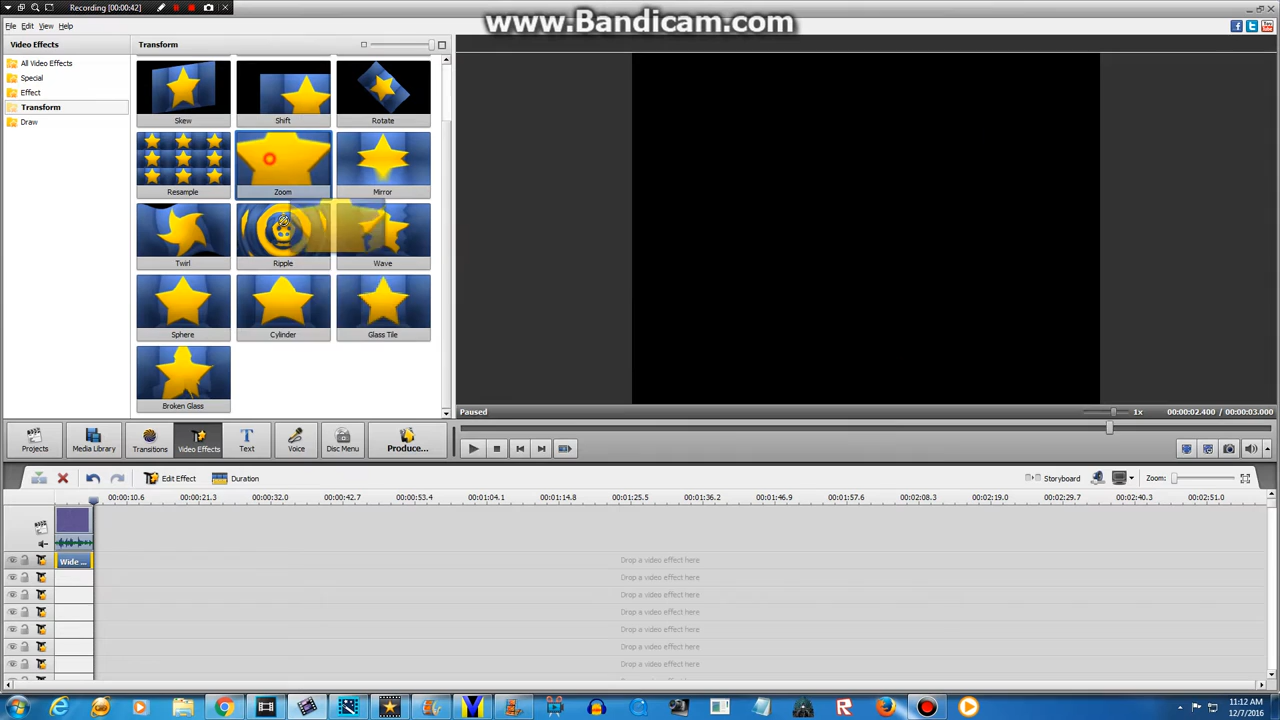 Recording [00:00:42]
www.Bandicam.com
File Edit View Help
Video Effects
Transform
All Video Effects
Special
Effect
Transform
Draw
Skew
Shift
Rotate
Resample
Zoom
Mirror
Twirl
Ripple
Wave
Sphere
Cylinder
Glass Tile
Broken Glass
Paused
1x
00:00:02.400 / 00:00:03.000
Projects
Media Library
Transitions
Video Effects
Text
Voice
Disc Menu
Produce...
Edit Effect
Duration
Storyboard
Zoom:
00:00:10.6 00:00:21.3 00:00:32.0 00:00:42.7 00:00:53.4 00:01:04.1 00:01:14.8 00:01:25.5 00:01:36.2 00:01:46.9 00:01:57.6 00:02:08.3 00:02:19.0 00:02:29.7 00:02:40.3 00:02:51.0
Wide ...
Drop a video effect here
Drop a video effect here
Drop a video effect here
Drop a video effect here
Drop a video effect here
Drop a video effect here
Drop a video effect here
11:12 AM
12/7/2016